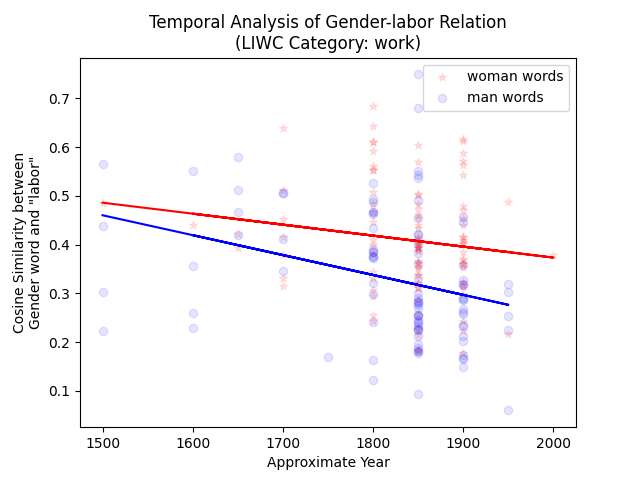 Temporal Analysis of Gender-labor Relation
(LIWC Category: work)
woman words
man words
Cosine Similarity between
Gender word and "labor"
0.7
0.6
0.5
0.4
0.3
0.2
0.1
1500 1600 1700 1800 1900 2000
Approximate Year